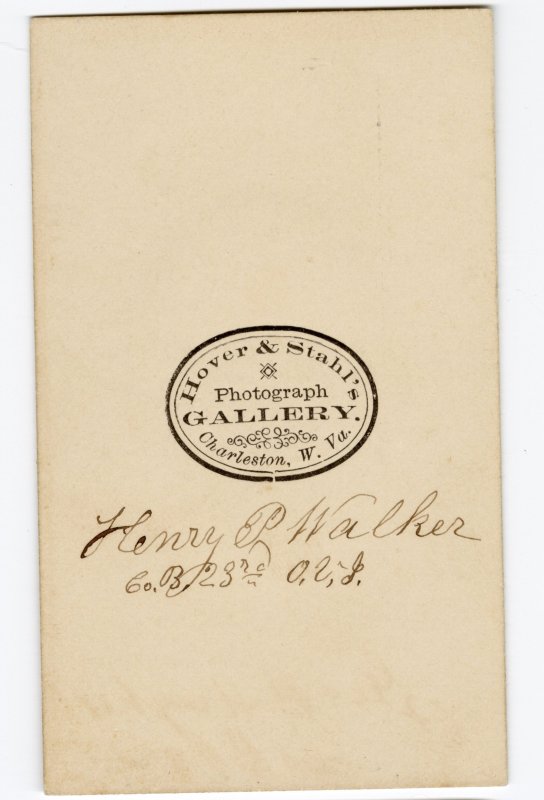 Hover & Stahl's
Photograph
GALLERY.
Charleston, W. Va.
Henry P. Walker
Co. B, 23rd O. V. I.